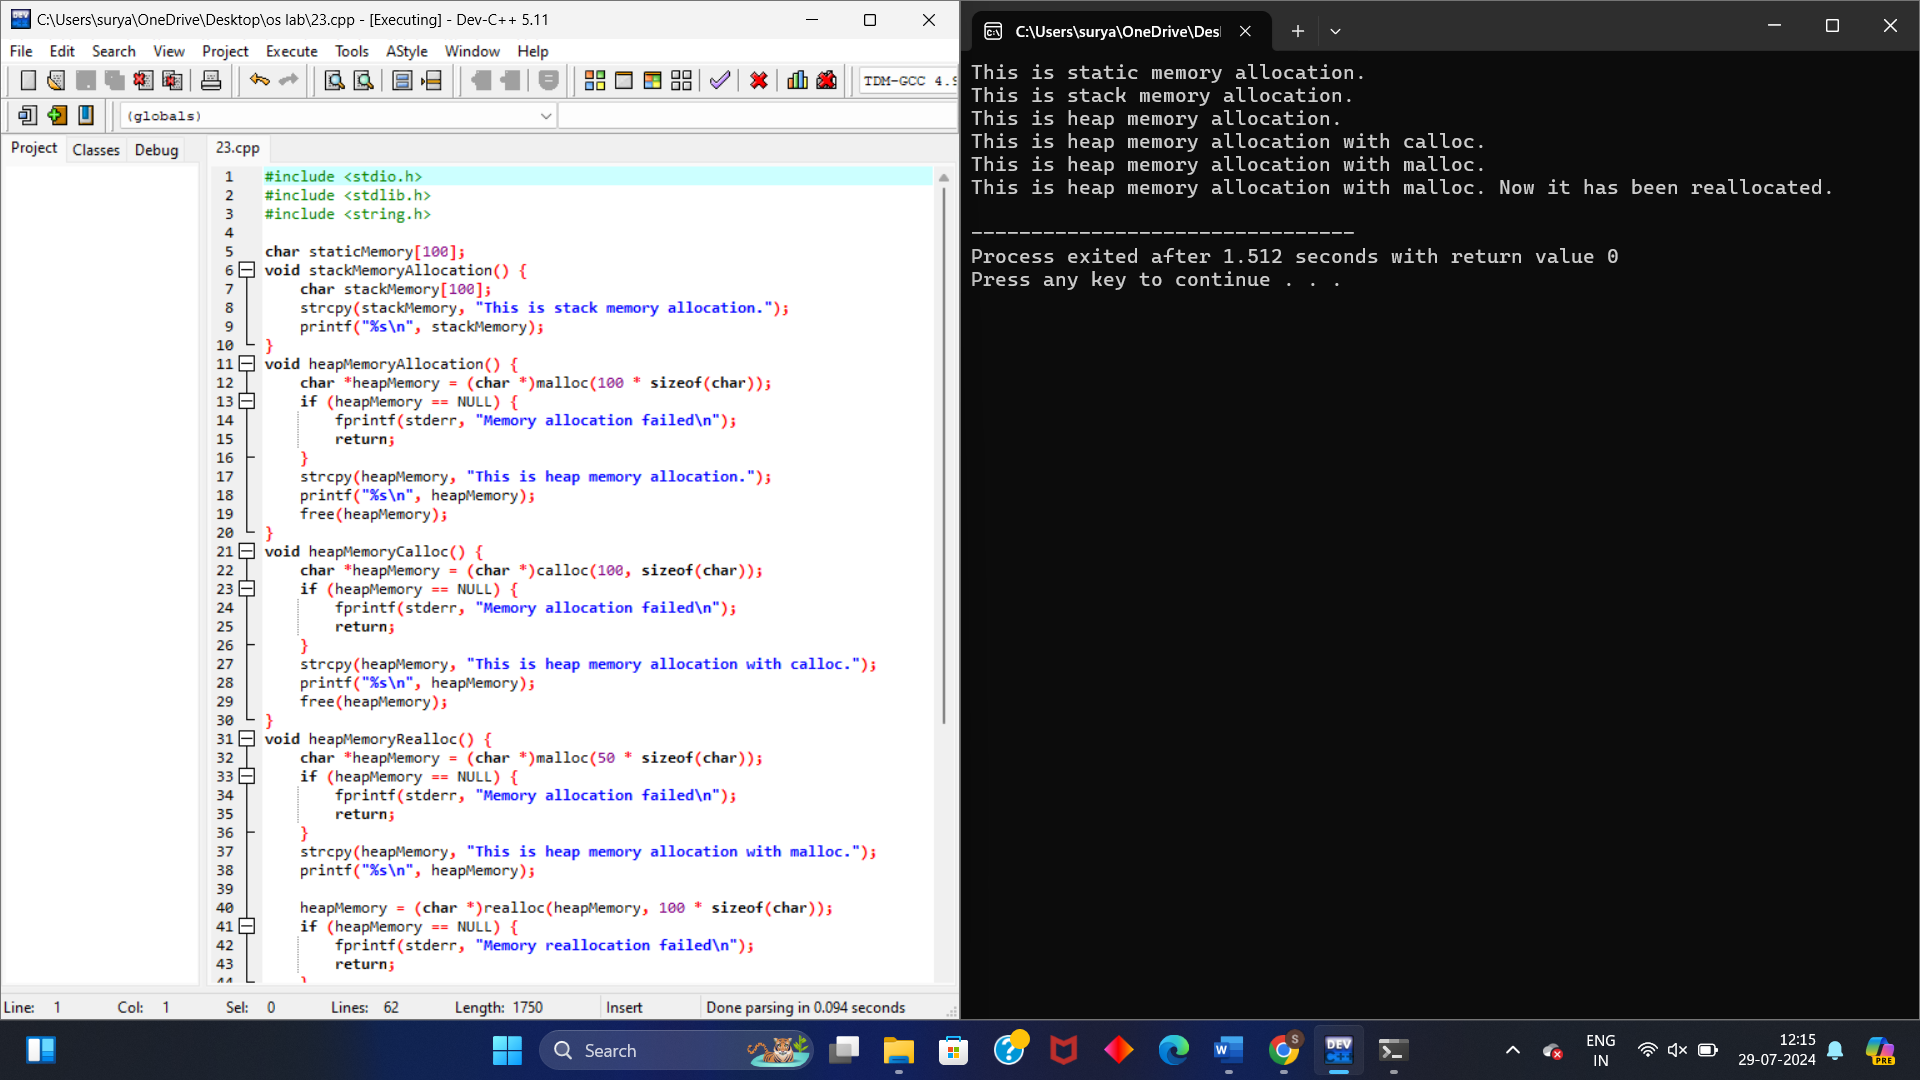 C:\Users\surya\OneDrive\Desktop\os lab\23.cpp - [Executing] - Dev-C++ 5.11
File Edit Search View Project Execute Tools AStyle Window Help
TDM-GCC 4.9
(globals)
Project Classes Debug
23.cpp
1 #include <stdio.h>
2 #include <stdlib.h>
3 #include <string.h>
4
5 char staticMemory[100];
6 void stackMemoryAllocation() {
7 char stackMemory[100];
8 strcpy(stackMemory, "This is stack memory allocation.");
9 printf("%s\n", stackMemory);
10 }
11 void heapMemoryAllocation() {
12 char *heapMemory = (char *)malloc(100 * sizeof(char));
13 if (heapMemory == NULL) {
14 fprintf(stderr, "Memory allocation failed\n");
15 return;
16 }
17 strcpy(heapMemory, "This is heap memory allocation.");
18 printf("%s\n", heapMemory);
19 free(heapMemory);
20 }
21 void heapMemoryCalloc() {
22 char *heapMemory = (char *)calloc(100, sizeof(char));
23 if (heapMemory == NULL) {
24 fprintf(stderr, "Memory allocation failed\n");
25 return;
26 }
27 strcpy(heapMemory, "This is heap memory allocation with calloc.");
28 printf("%s\n", heapMemory);
29 free(heapMemory);
30 }
31 void heapMemoryRealloc() {
32 char *heapMemory = (char *)malloc(50 * sizeof(char));
33 if (heapMemory == NULL) {
34 fprintf(stderr, "Memory allocation failed\n");
35 return;
36 }
37 strcpy(heapMemory, "This is heap memory allocation with malloc.");
38 printf("%s\n", heapMemory);
39
40 heapMemory = (char *)realloc(heapMemory, 100 * sizeof(char));
41 if (heapMemory == NULL) {
42 fprintf(stderr, "Memory reallocation failed\n");
43 return;
44 }
Line: 1 Col: 1 Sel: 0 Lines: 62 Length: 1750 Insert Done parsing in 0.094 seconds
C:\Users\surya\OneDrive\Des
This is static memory allocation.
This is stack memory allocation.
This is heap memory allocation.
This is heap memory allocation with calloc.
This is heap memory allocation with malloc.
This is heap memory allocation with malloc. Now it has been reallocated.
--------------------------------
Process exited after 1.512 seconds with return value 0
Press any key to continue . . .
Search
DEV C++
S
ENG
IN
12:15
29-07-2024
PRE